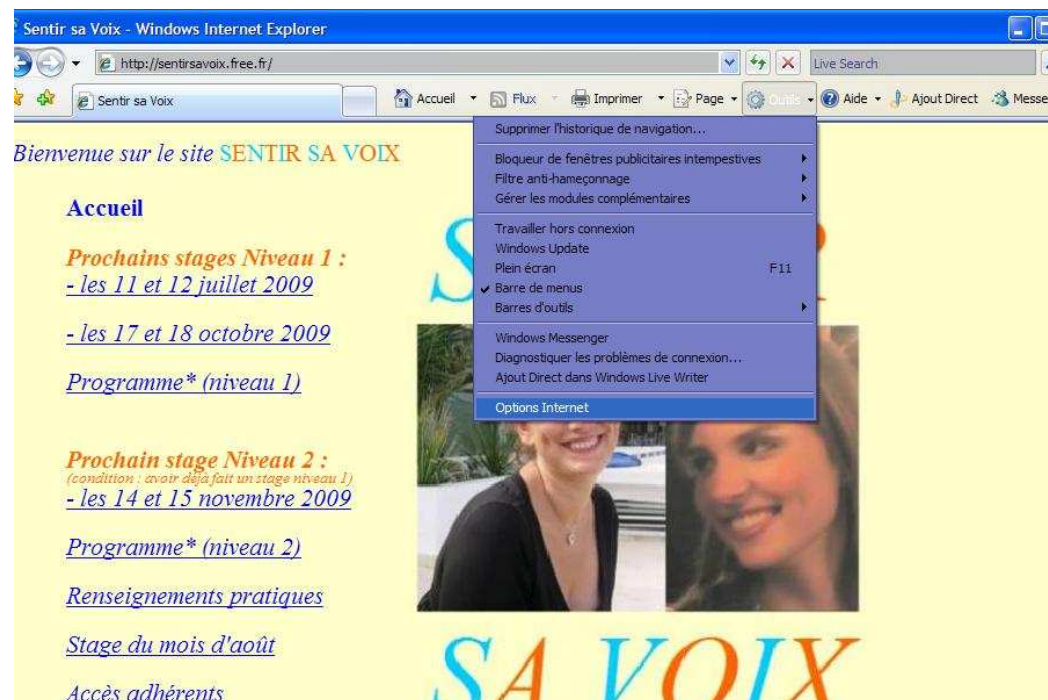 Sentir sa Voix - Windows Internet Explorer
http://sentirsavoix.free.fr/
Live Search
Sentir sa Voix
Accueil
Flux
Imprimer
Page
Outils
Aide
Ajout Direct
Messe
Supprimer l'historique de navigation...
Bloqueur de fenêtres publicitaires intempestives
Filtre anti-hameçonnage
Gérer les modules complémentaires
Travailler hors connexion
Windows Update
Plein écran F11
Barre de menus
Barres d'outils
Windows Messenger
Diagnostiquer les problèmes de connexion...
Ajout Direct dans Windows Live Writer
Options Internet
Bienvenue sur le site SENTIR SA VOIX
Accueil
Prochains stages Niveau 1 :
- les 11 et 12 juillet 2009
- les 17 et 18 octobre 2009
Programme* (niveau 1)
Prochain stage Niveau 2 :
(condition : avoir déjà fait un stage niveau 1)
- les 14 et 15 novembre 2009
Programme* (niveau 2)
Renseignements pratiques
Stage du mois d'août
Accès adhérents
S R
SA VOIX